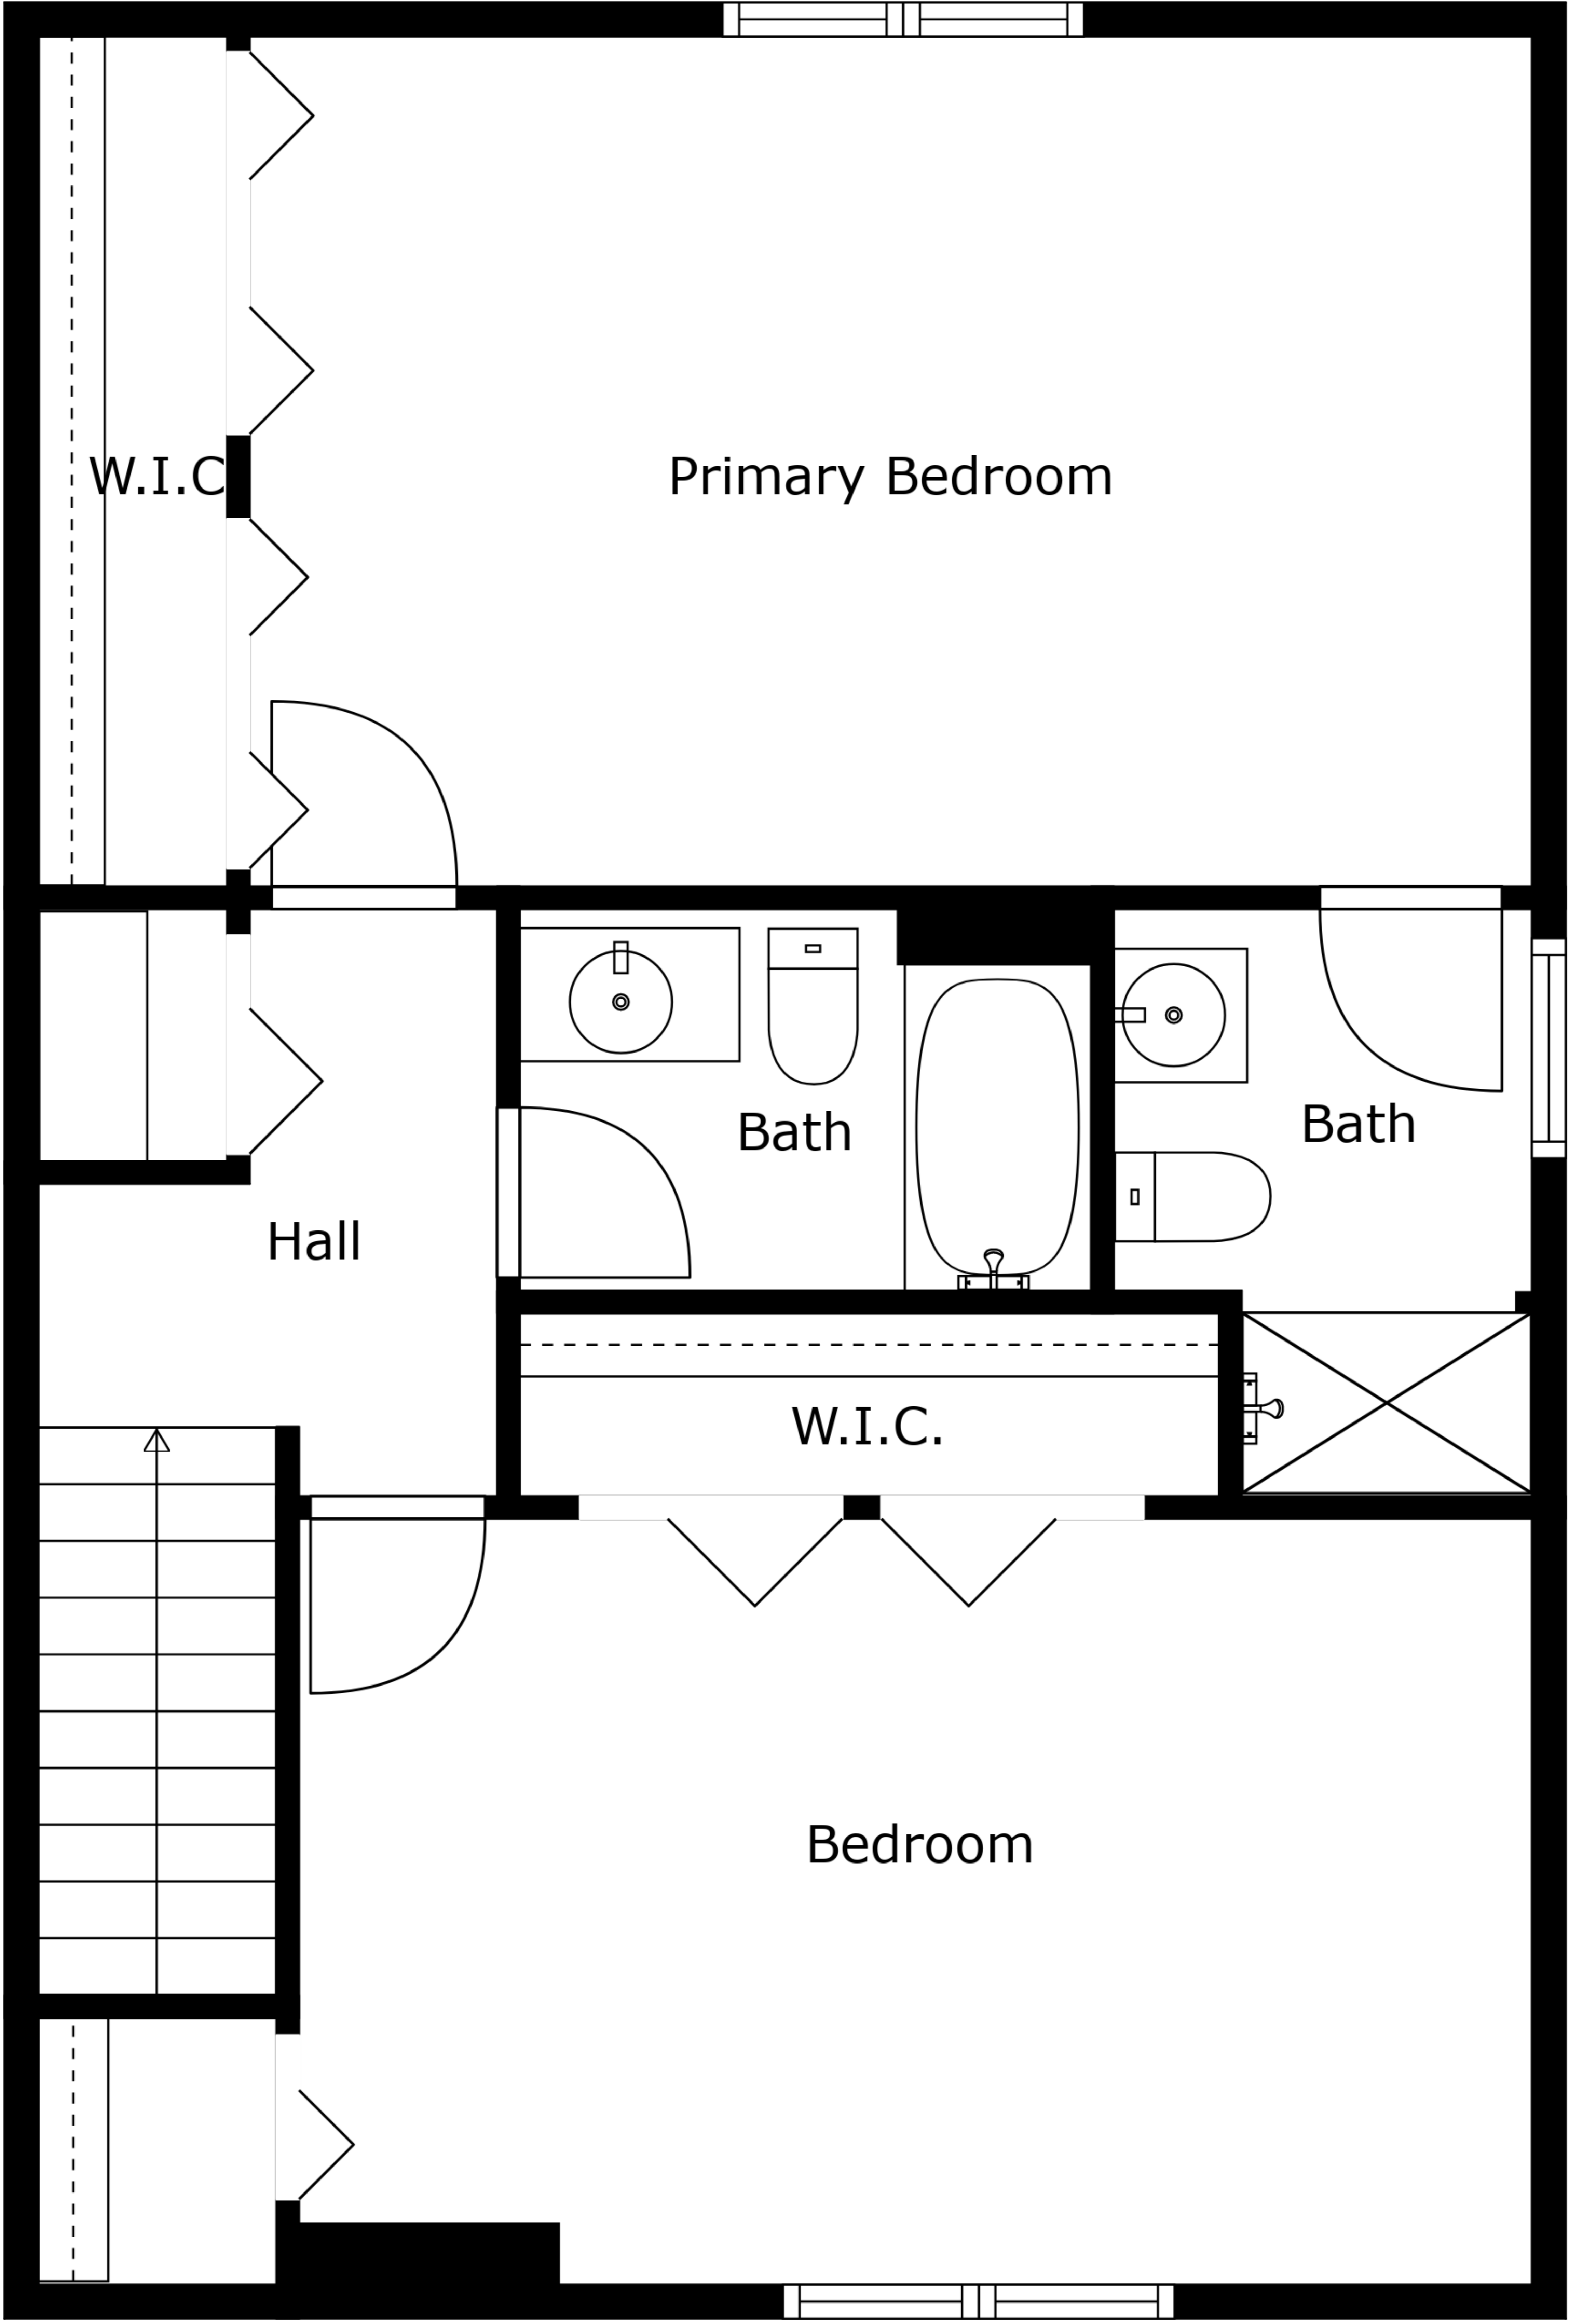 W.I.C
Primary Bedroom
Bath
Bath
Hall
W.I.C.
Bedroom